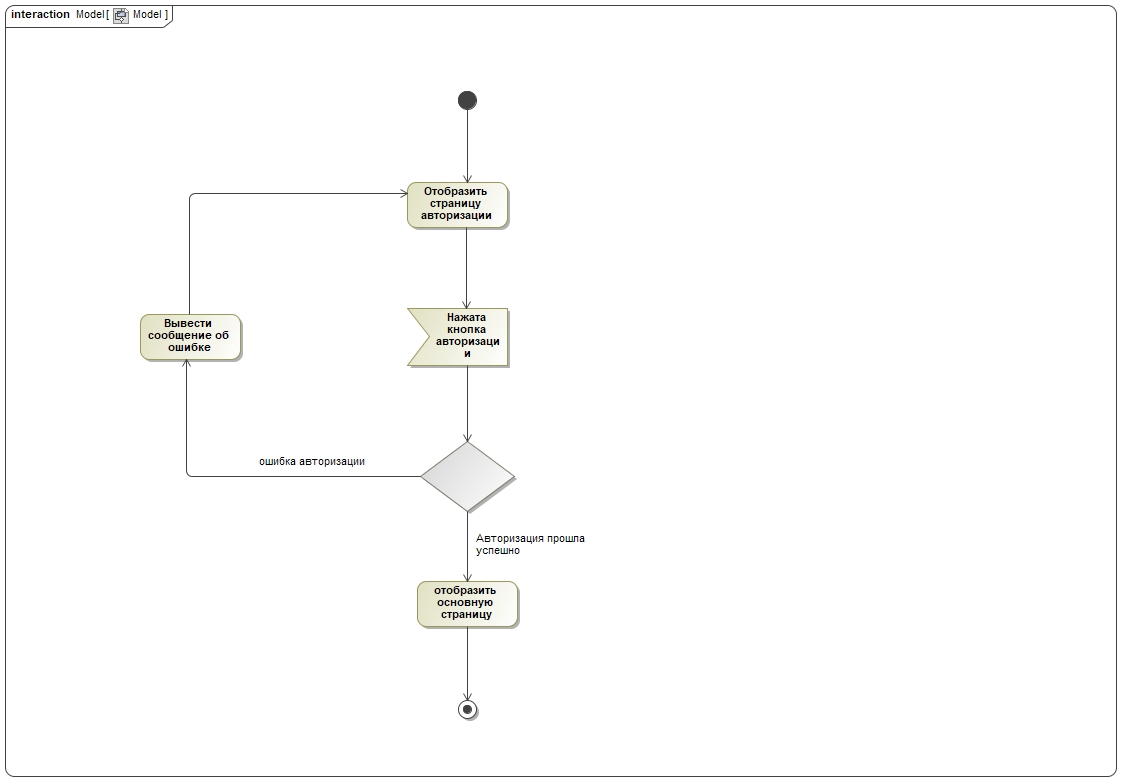 interaction Model[ Model ]
Отобразить
страницу
авторизации
Нажата
кнопка
авторизаци
и
Вывести
сообщение об
ошибке
ошибка авторизации
Авторизация прошла
успешно
отобразить
основную
страницу